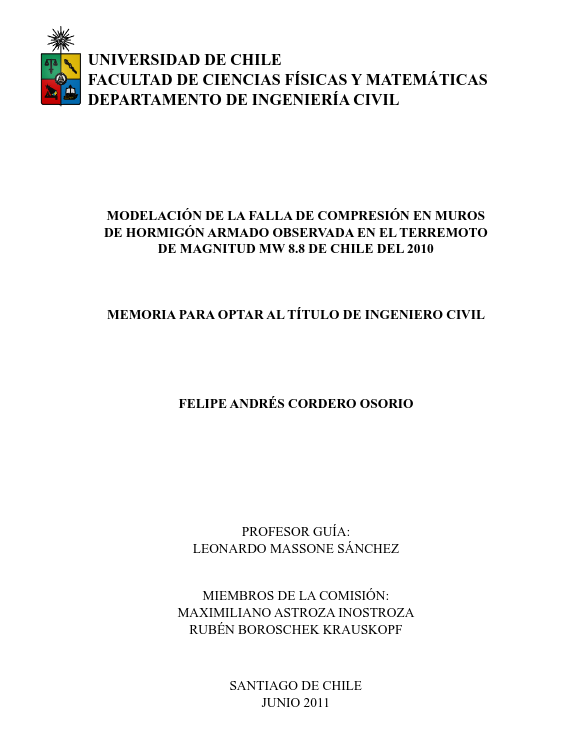 UNIVERSIDAD DE CHILE
FACULTAD DE CIENCIAS FÍSICAS Y MATEMÁTICAS
DEPARTAMENTO DE INGENIERÍA CIVIL
MODELACIÓN DE LA FALLA DE COMPRESIÓN EN MUROS
DE HORMIGÓN ARMADO OBSERVADA EN EL TERREMOTO
DE MAGNITUD MW 8.8 DE CHILE DEL 2010
MEMORIA PARA OPTAR AL TÍTULO DE INGENIERO CIVIL
FELIPE ANDRÉS CORDERO OSORIO
PROFESOR GUÍA:
LEONARDO MASSONE SÁNCHEZ
MIEMBROS DE LA COMISIÓN:
MAXIMILIANO ASTROZA INOSTROZA
RUBÉN BOROSCHEK KRAUSKOPF
SANTIAGO DE CHILE
JUNIO 2011